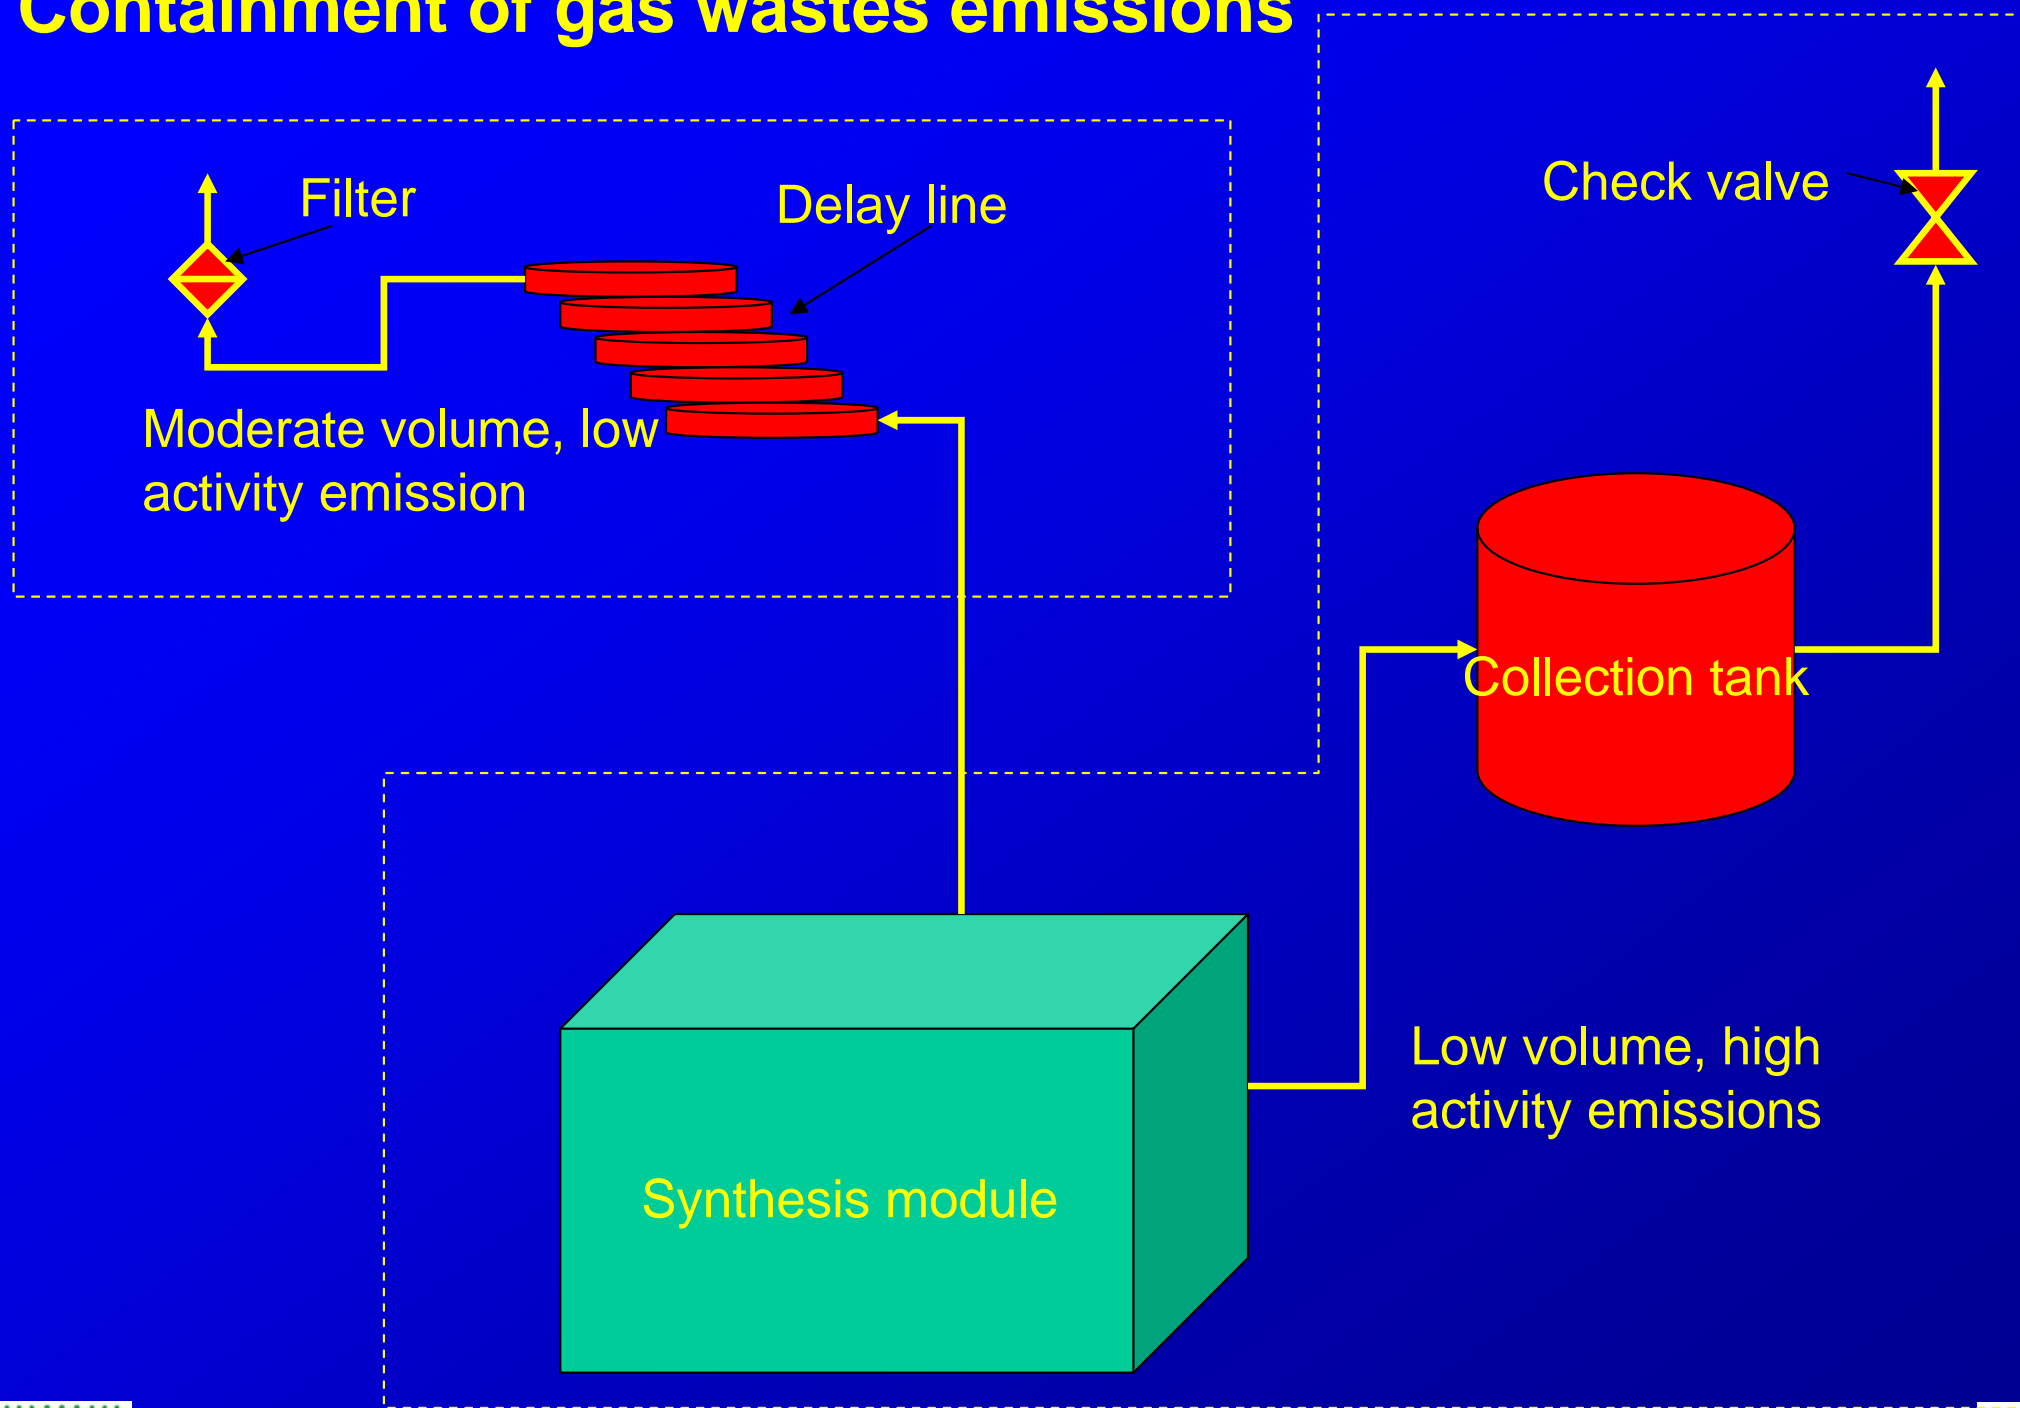 Containment of gas wastes emissions
Filter
Delay line
Check valve
Moderate volume, low
activity emission
Collection tank
Low volume, high
activity emissions
Synthesis module